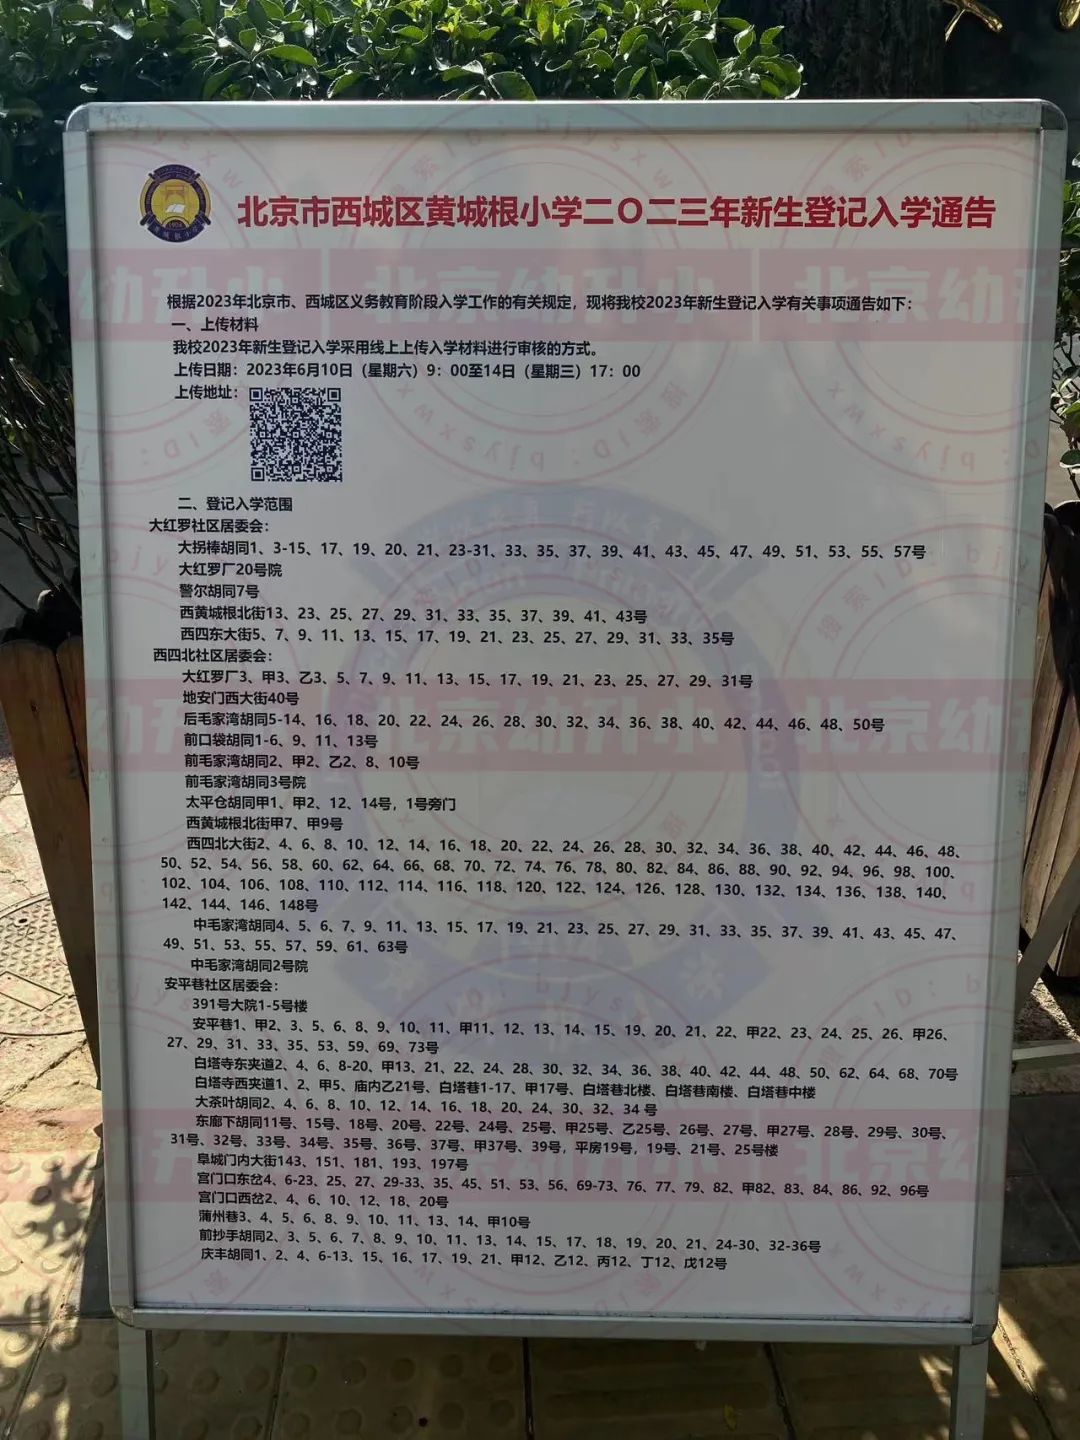 北京市西城区黄城根小学二〇二三年新生登记入学通告
根据2023年北京市、西城区义务教育阶段入学工作的有关规定，现将我校2023年新生登记入学有关事项通告如下：
一、上传材料
我校2023年新生登记入学采用线上上传入学材料进行审核的方式。
上传日期：2023年6月10日（星期六）9：00至14日（星期三）17：00
上传地址：
二、登记入学范围
大红罗社区居委会：
大拐棒胡同1、3-15、17、19、20、21、23-31、33、35、37、39、41、43、45、47、49、51、53、55、57号
大红罗厂20号院
警尔胡同7号
西黄城根北街13、23、25、27、29、31、33、35、37、39、41、43号
西四东大街5、7、9、11、13、15、17、19、21、23、25、27、29、31、33、35号
西四北社区居委会：
大红罗厂3、甲3、乙3、5、7、9、11、13、15、17、19、21、23、25、27、29、31号
地安门西大街40号
后毛家湾胡同5-14、16、18、20、22、24、26、28、30、32、34、36、38、40、42、44、46、48、50号
前口袋胡同1-6、9、11、13号
前毛家湾胡同2、甲2、乙2、8、10号
前毛家湾胡同3号院
太平仓胡同甲1、甲2、12、14号，1号旁门
西黄城根北街甲7、甲9号
西四北大街2、4、6、8、10、12、14、16、18、20、22、24、26、28、30、32、34、36、38、40、42、44、46、48、
50、52、54、56、58、60、62、64、66、68、70、72、74、76、78、80、82、84、86、88、90、92、94、96、98、100、
102、104、106、108、110、112、114、116、118、120、122、124、126、128、130、132、134、136、138、140、
142、144、146、148号
中毛家湾胡同4、5、6、7、9、11、13、15、17、19、21、23、25、27、29、31、33、35、37、39、41、43、45、47、
49、51、53、55、57、59、61、63号
中毛家湾胡同2号院
安平巷社区居委会：
391号大院1-5号楼
安平巷1、甲2、3、5、6、8、9、10、11、甲11、12、13、14、15、19、20、21、22、甲22、23、24、25、26、甲26、
27、29、31、33、35、53、59、69、73号
白塔寺东夹道2、4、6、8-20、甲13、21、22、24、28、30、32、34、36、38、40、42、44、48、50、62、64、68、70号
白塔寺西夹道1、2、甲5、庙内乙21号、白塔巷1-17、甲17号、白塔巷北楼、白塔巷南楼、白塔巷中楼
大茶叶胡同2、4、6、8、10、12、14、16、18、20、24、30、32、34 号
东廊下胡同11号、15号、18号、20号、22号、24号、25号、甲25号、乙25号、26号、27号、甲27号、28号、29号、30号、
31号、32号、33号、34号、35号、36号、37号、甲37号、39号，平房19号，19号、21号、25号楼
阜城门内大街143、151、181、193、197号
宫门口东岔4、6-23、25、27、29-33、35、45、51、53、56、69-73、76、77、79、82、甲82、83、84、86、92、96号
宫门口西岔2、4、6、10、12、18、20号
蒲州巷3、4、5、6、8、9、10、11、13、14、甲10号
前抄手胡同2、3、5、6、7、8、9、10、11、13、14、15、17、18、19、20、21、24-30、32-36号
庆丰胡同1、2、4、6-13、15、16、17、19、21、甲12、乙12、丙12、丁12、戊12号
北京幼升小
搜索ID：bjysxwx